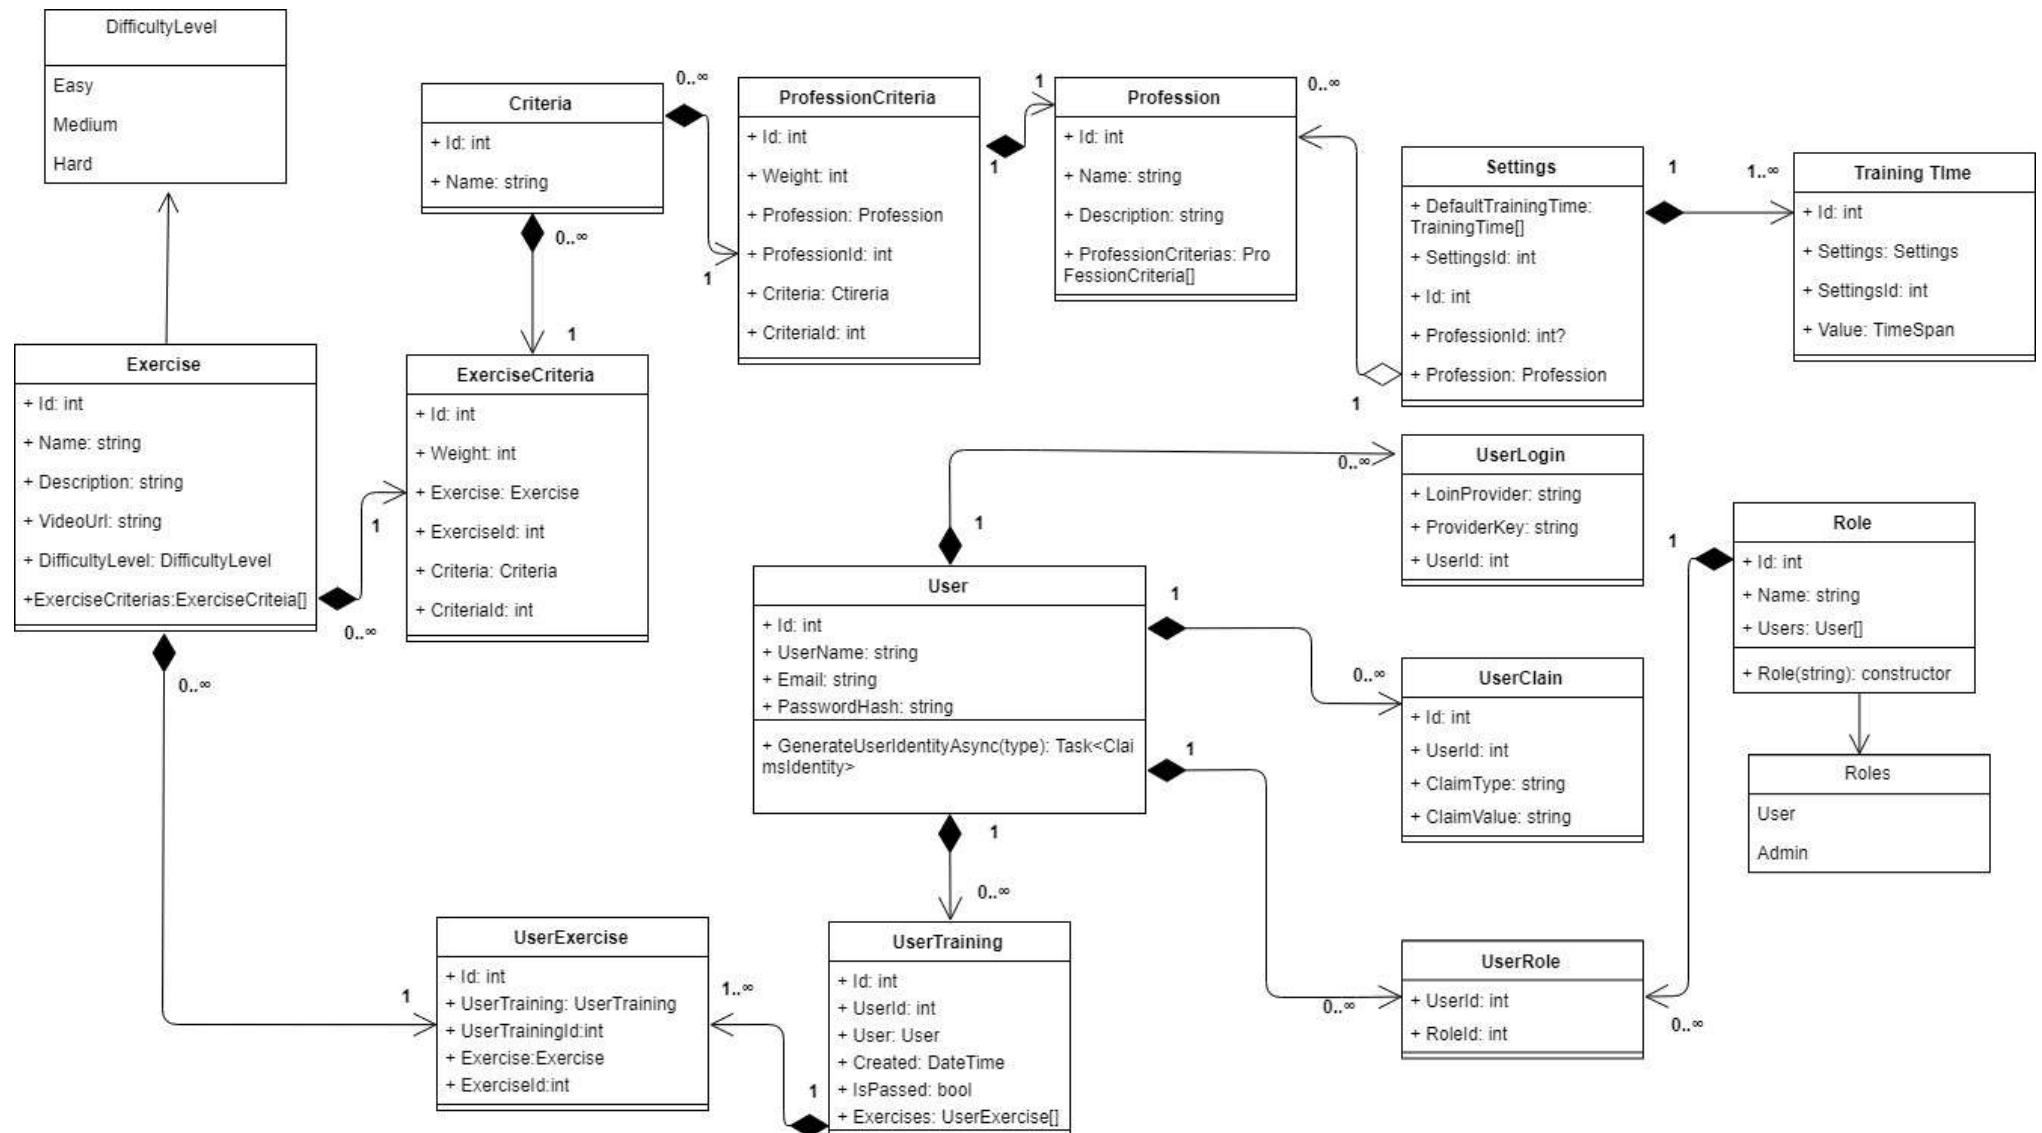 DifficultyLevel
Easy
Medium
Hard
Criteria
+ Id: int
+ Name: string
0..∞
1
0..∞
1
ProfessionCriteria
+ Id: int
+ Weight: int
+ Profession: Profession
+ ProfessionId: int
+ Criteria: Ctireria
+ CriteriaId: int
1
1
Profession
+ Id: int
+ Name: string
+ Description: string
+ ProfessionCriterias: Pro
FessionCriteria[]
0..∞
1
Settings
+ DefaultTrainingTime:
TrainingTime[]
+ SettingsId: int
+ Id: int
+ ProfessionId: int?
+ Profession: Profession
1
1..∞
Training TIme
+ Id: int
+ Settings: Settings
+ SettingsId: int
+ Value: TimeSpan
Exercise
+ Id: int
+ Name: string
+ Description: string
+ VideoUrl: string
+ DifficultyLevel: DifficultyLevel
+ExerciseCriterias:ExerciseCriteia[]
1
0..∞
0..∞
1
ExerciseCriteria
+ Id: int
+ Weight: int
+ Exercise: Exercise
+ ExerciseId: int
+ Criteria: Criteria
+ CriteriaId: int
User
+ Id: int
+ UserName: string
+ Email: string
+ PasswordHash: string
+ GenerateUserIdentityAsync(type): Task<Clai
msIdentity>
1
0..∞
1
0..∞
1
0..∞
1
0..∞
UserLogin
+ LoinProvider: string
+ ProviderKey: string
+ UserId: int
UserClain
+ Id: int
+ UserId: int
+ ClaimType: string
+ ClaimValue: string
Role
+ Id: int
+ Name: string
+ Users: User[]
+ Role(string): constructor
1
0..∞
Roles
User
Admin
UserExercise
+ Id: int
+ UserTraining: UserTraining
+ UserTrainingId:int
+ Exercise:Exercise
+ ExerciseId:int
1..∞
1
UserTraining
+ Id: int
+ UserId: int
+ User: User
+ Created: DateTime
+ IsPassed: bool
+ Exercises: UserExercise[]
UserRole
+ UserId: int
+ RoleId: int